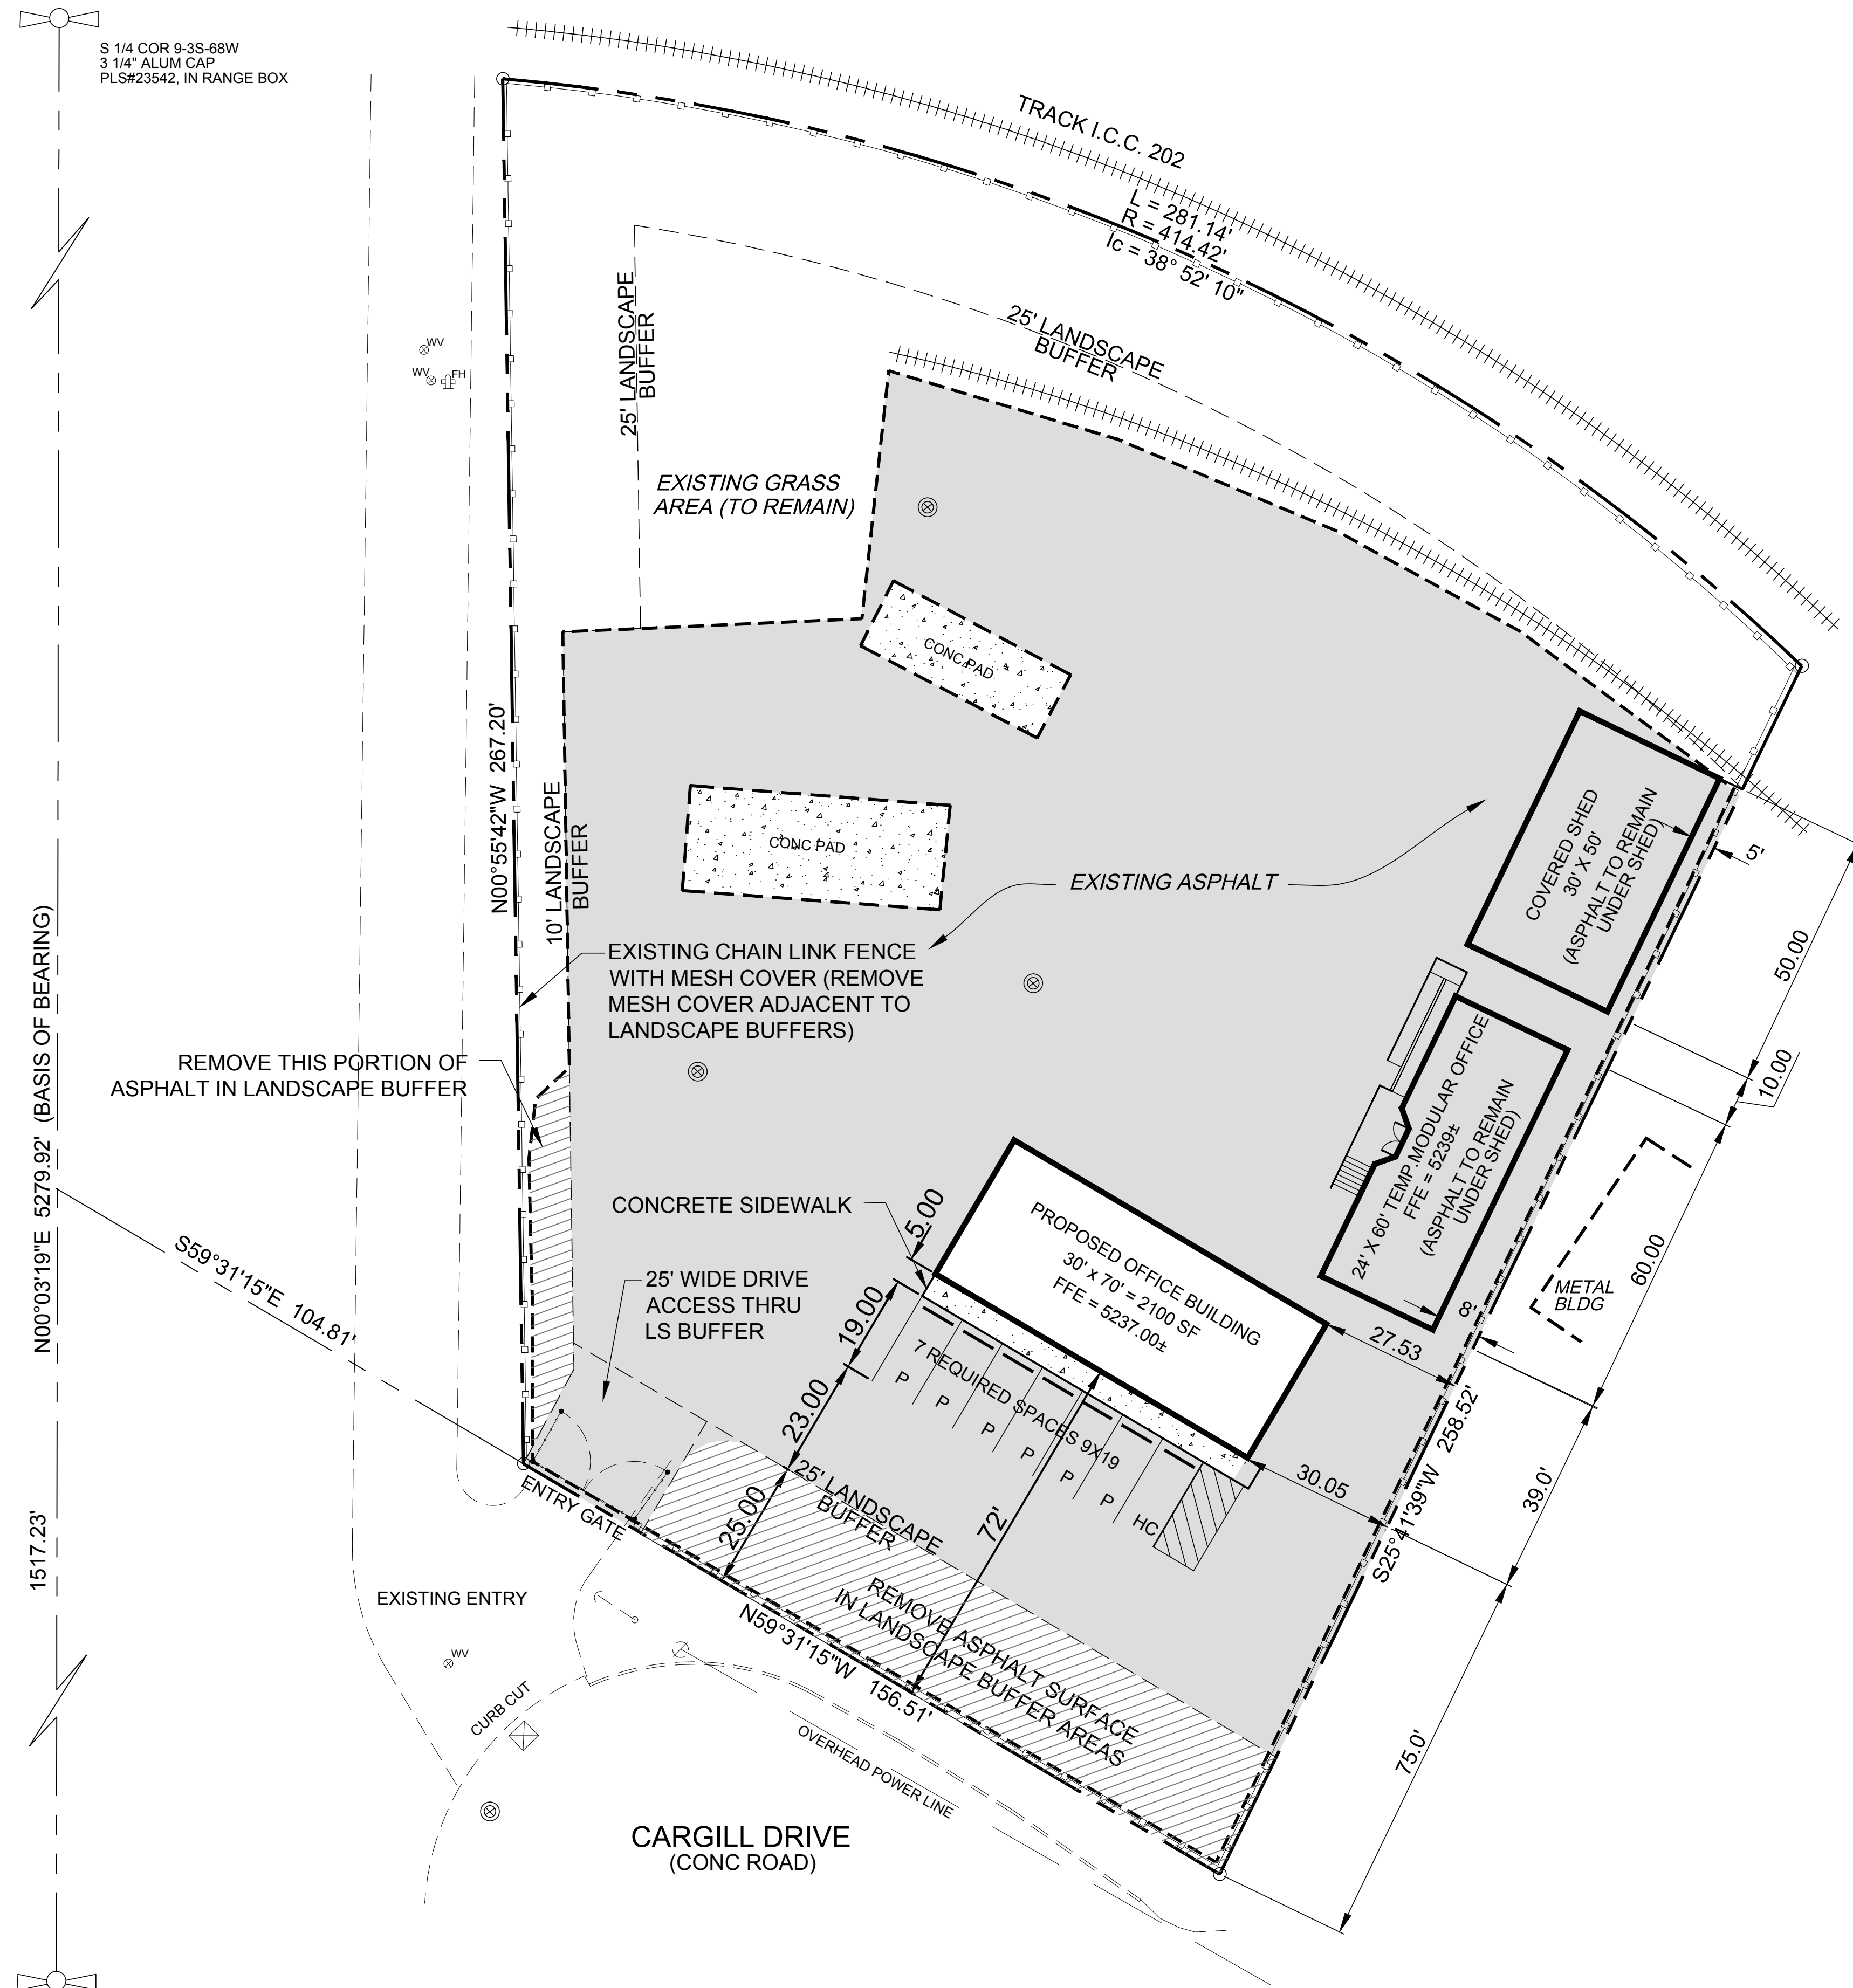 S 1/4 COR 9-3S-68W
3 1/4" ALUM CAP
PLS#23542, IN RANGE BOX
TRACK I.C.C. 202
L = 281.14'
R = 414.42'
Ic = 38° 52' 10"
25' LANDSCAPE
BUFFER
25' LANDSCAPE
BUFFER
WV
WV
FH
EXISTING GRASS
AREA (TO REMAIN)
CONC PAD
N00°55'42"W 267.20'
10' LANDSCAPE
BUFFER
CONC PAD
EXISTING ASPHALT
COVERED SHED
30' X 50'
(ASPHALT TO REMAIN
UNDER SHED)
5'
50.00
10.00
EXISTING CHAIN LINK FENCE
WITH MESH COVER (REMOVE
MESH COVER ADJACENT TO
LANDSCAPE BUFFERS)
REMOVE THIS PORTION OF
ASPHALT IN LANDSCAPE BUFFER
N00°03'19"E 5279.92' (BASIS OF BEARING)
1517.23'
S59°31'15"E 104.81'
24' X 60' TEMP.MODULAR OFFICE
FFE = 5239±
(ASPHALT TO REMAIN
UNDER SHED)
METAL
BLDG
60.00
8'
CONCRETE SIDEWALK
5.00
PROPOSED OFFICE BUILDING
30' x 70' = 2100 SF
FFE = 5237.00±
25' WIDE DRIVE
ACCESS THRU
LS BUFFER
19.00
23.00
25.00
7 REQUIRED SPACES 9X19
P
P
P
P
P
P
P
HC
27.53
30.05
S25°41'39"W 258.52'
39.0'
75.0'
72'
25' LANDSCAPE
BUFFER
REMOVE ASPHALT SURFACE
IN LANDSCAPE BUFFER AREAS
ENTRY GATE
EXISTING ENTRY
N59°31'15"W 156.51'
WV
CURB CUT
OVERHEAD POWER LINE
CARGILL DRIVE
(CONC ROAD)